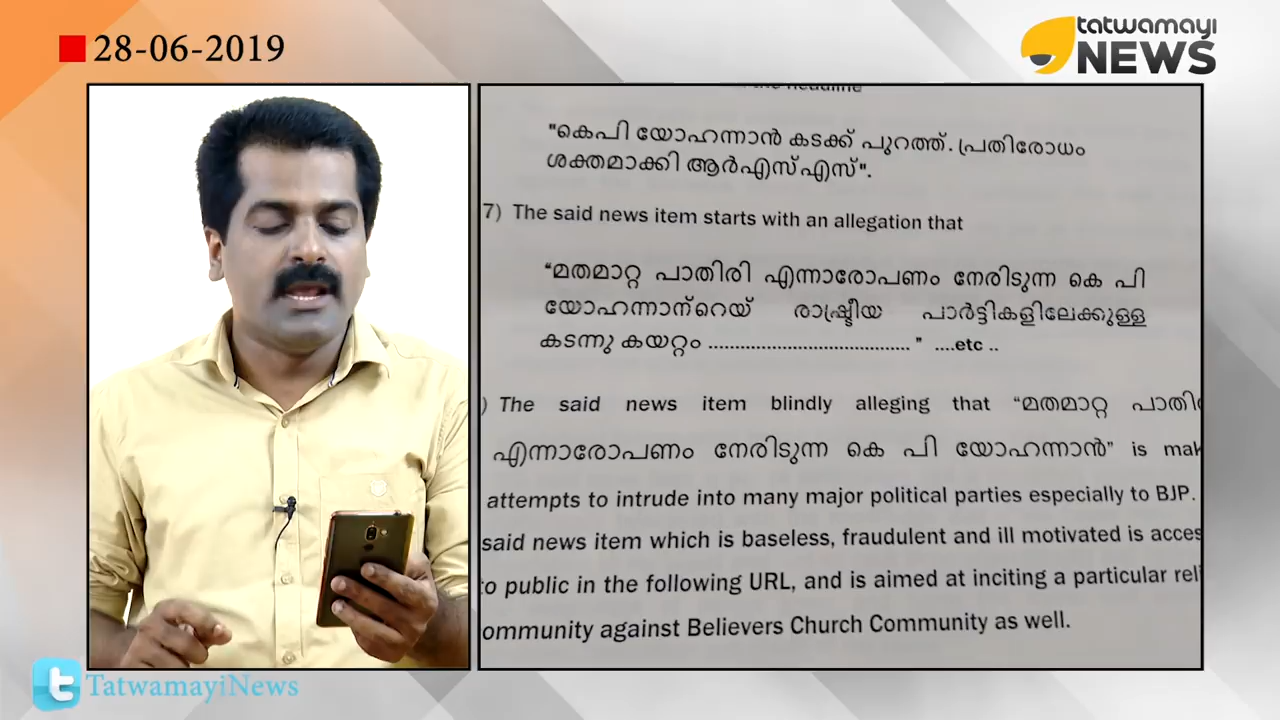 28-06-2019
tatwamayi
NEWS
the headline
"കെപി യോഹന്നാൻ കടക്ക് പുറത്ത്. പ്രതിരോധം
ശക്തമാക്കി ആർഎസ്എസ്".
7) The said news item starts with an allegation that
“മതമാറ്റ പാതിരി എന്നാരോപണം നേരിടുന്ന കെ പി
യോഹന്നാന്റെയ് രാഷ്ട്രീയ പാർട്ടികളിലേക്കുള്ള
കടന്നു കയറ്റം ..................................... ” ....etc ..
) The said news item blindly alleging that “മതമാറ്റ
എന്നാരോപണം നേരിടുന്ന കെ പി യോഹന്നാൻ” is
attempts to intrude into many major political parties especially to BJP.
said news item which is baseless, fraudulent and ill motivated is
to public in the following URL, and is aimed at inciting a particular
ommunity against Believers Church Community as well.
TatwamayiNews